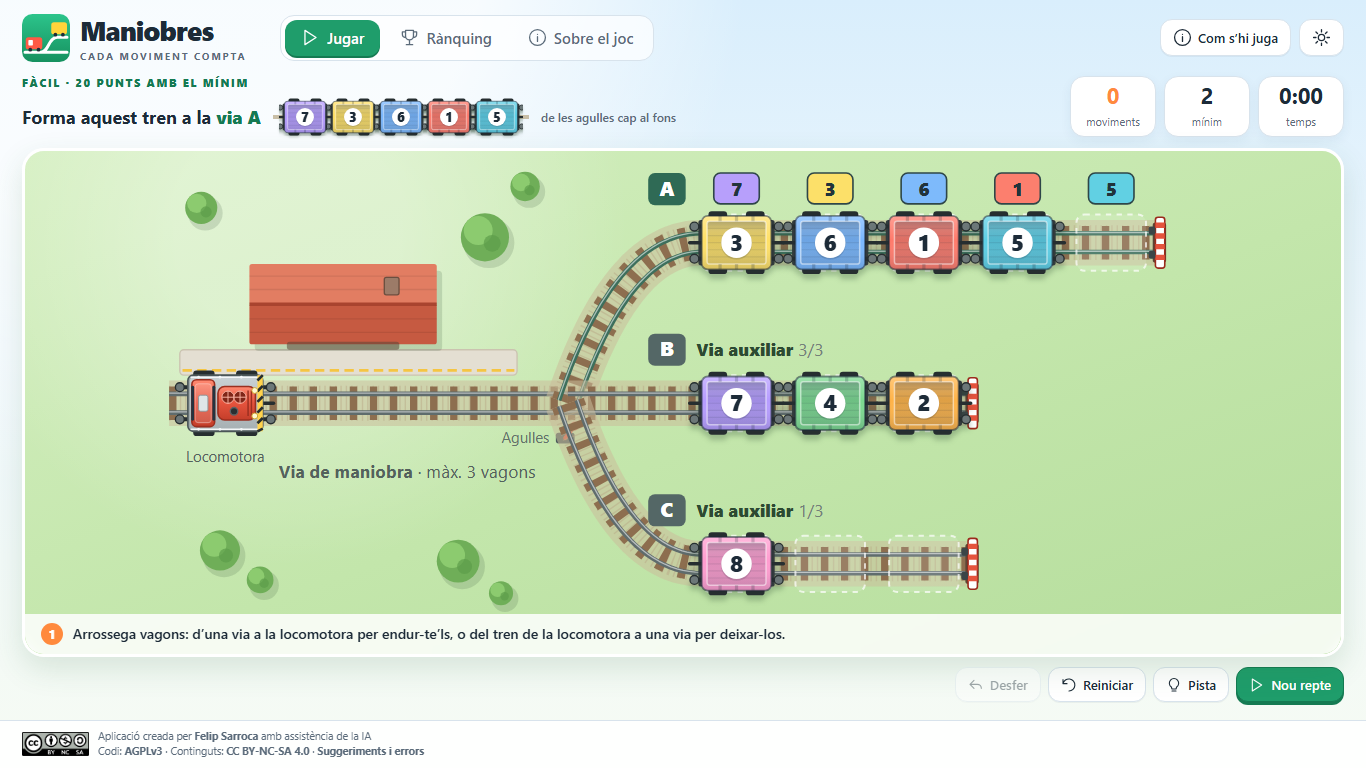 Maniobres
CADA MOVIMENT COMPTA
Jugar
Rànquing
Sobre el joc
Com s'hi juga
FÀCIL · 20 PUNTS AMB EL MÍNIM
Forma aquest tren a la via A
7 3 6 1 5
de les agulles cap al fons
0
moviments
2
mínim
0:00
temps
A 7 3 6 1 5
3 6 1 5
B Via auxiliar 3/3
7 4 2
Agulles
Locomotora
Via de maniobra · màx. 3 vagons
C Via auxiliar 1/3
8
1 Arrossega vagons: d'una via a la locomotora per endur-te'ls, o del tren de la locomotora a una via per deixar-los.
Desfer
Reiniciar
Pista
Nou repte
cc BY NC SA
Aplicació creada per Felip Sarroca amb assistència de la IA
Codi: AGPLv3 · Continguts: CC BY-NC-SA 4.0 · Suggeriments i errors